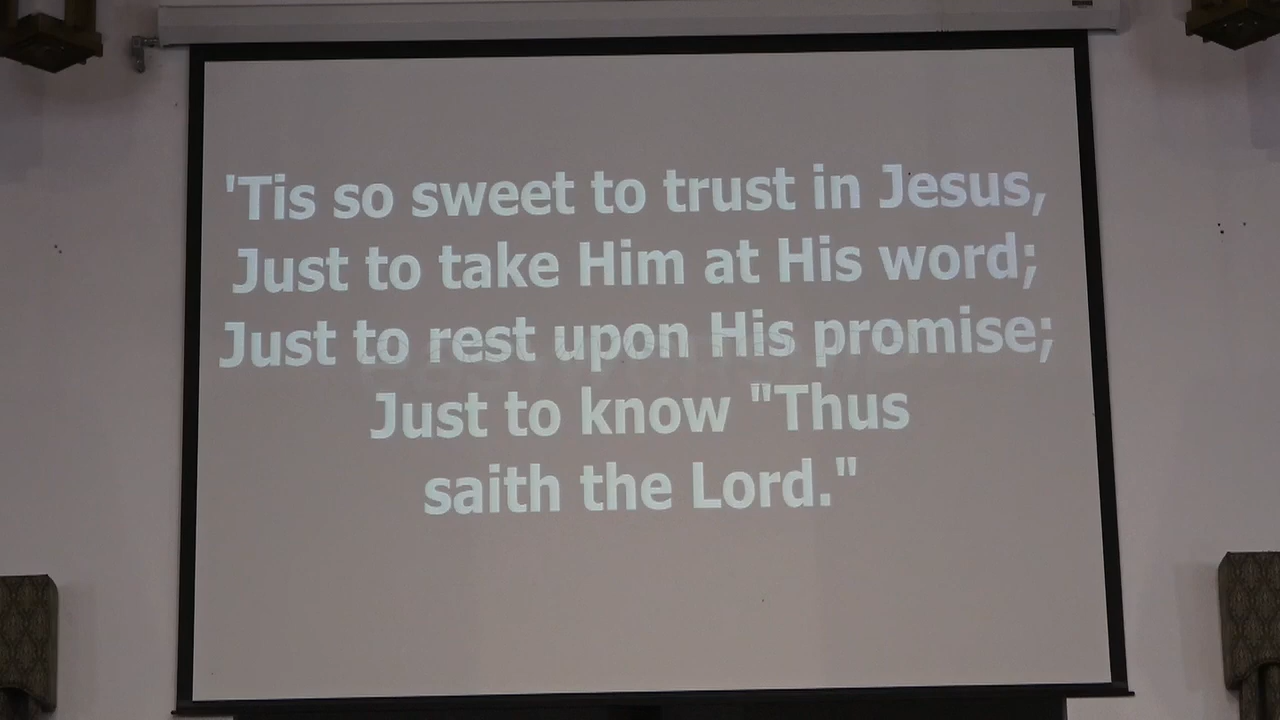 'Tis so sweet to trust in Jesus,
Just to take Him at His word;
Just to rest upon His promise;
Just to know "Thus
saith the Lord."